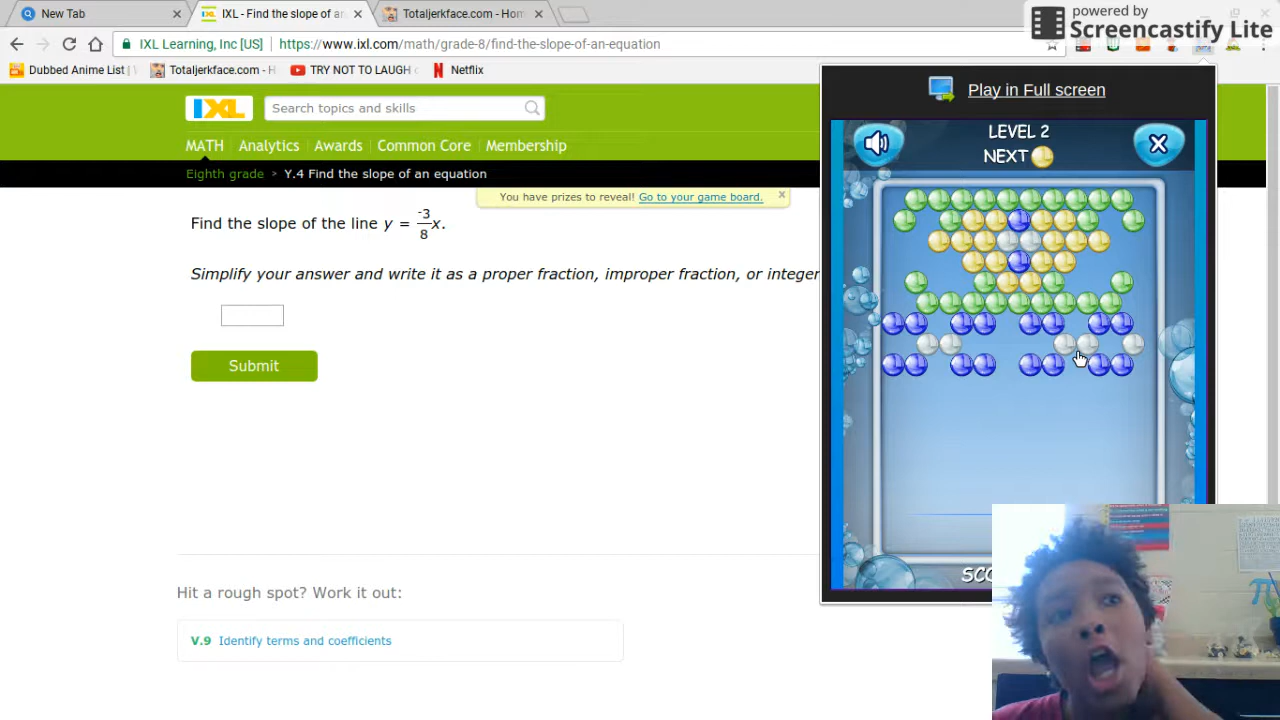 New Tab
IXL - Find the slope of an
Totaljerkface.com - Hom
powered by
Screencastify Lite
IXL Learning, Inc [US]
https://www.ixl.com/math/grade-8/find-the-slope-of-an-equation
Dubbed Anime List |
Totaljerkface.com - H
TRY NOT TO LAUGH
Netflix
Play in Full screen
IXL
Search topics and skills
MATH
Analytics
Awards
Common Core
Membership
Eighth grade > Y.4 Find the slope of an equation
You have prizes to reveal! Go to your game board.
LEVEL 2
NEXT
Find the slope of the line y = -3/8 x.
Simplify your answer and write it as a proper fraction, improper fraction, or integer
Submit
Hit a rough spot? Work it out:
V.9 Identify terms and coefficients
SCO